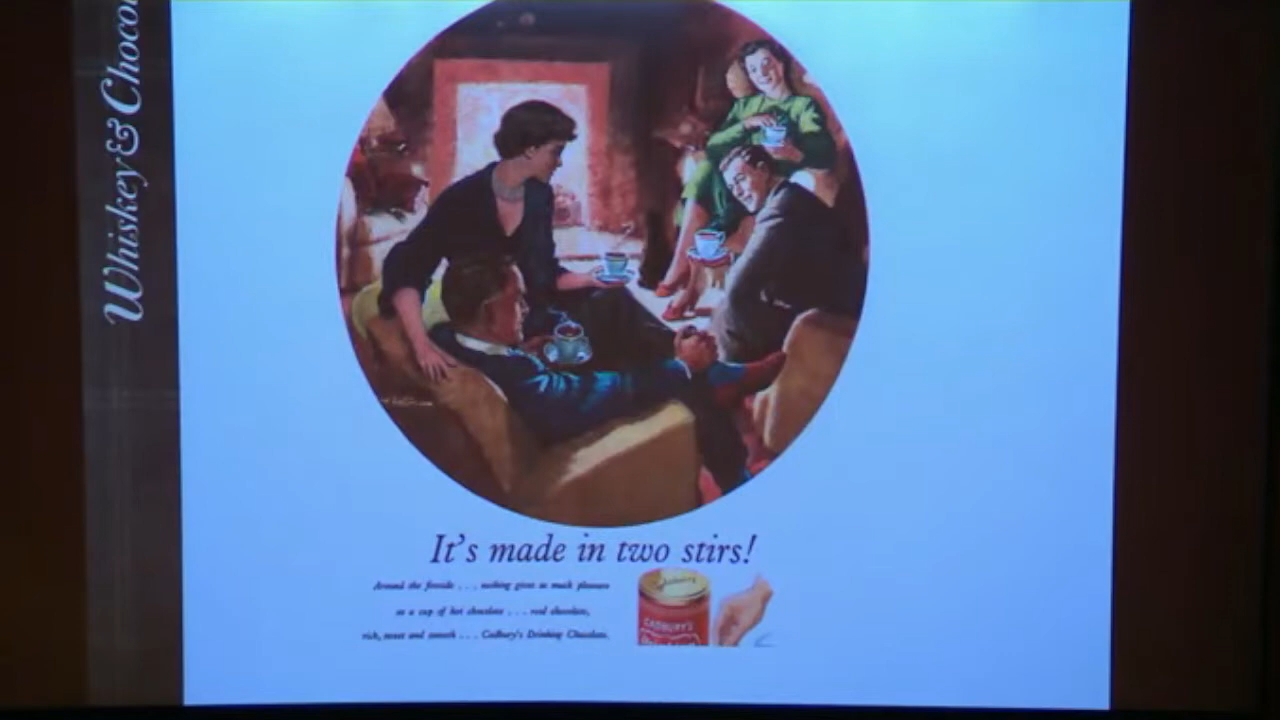 Whiskey & Choco
It's made in two stirs!
Around the fireside . . . nothing gives so much pleasure
as a cup of hot chocolate . . . real chocolate,
rich, sweet and smooth . . . Cadbury's Drinking Chocolate.
CADBURY'S